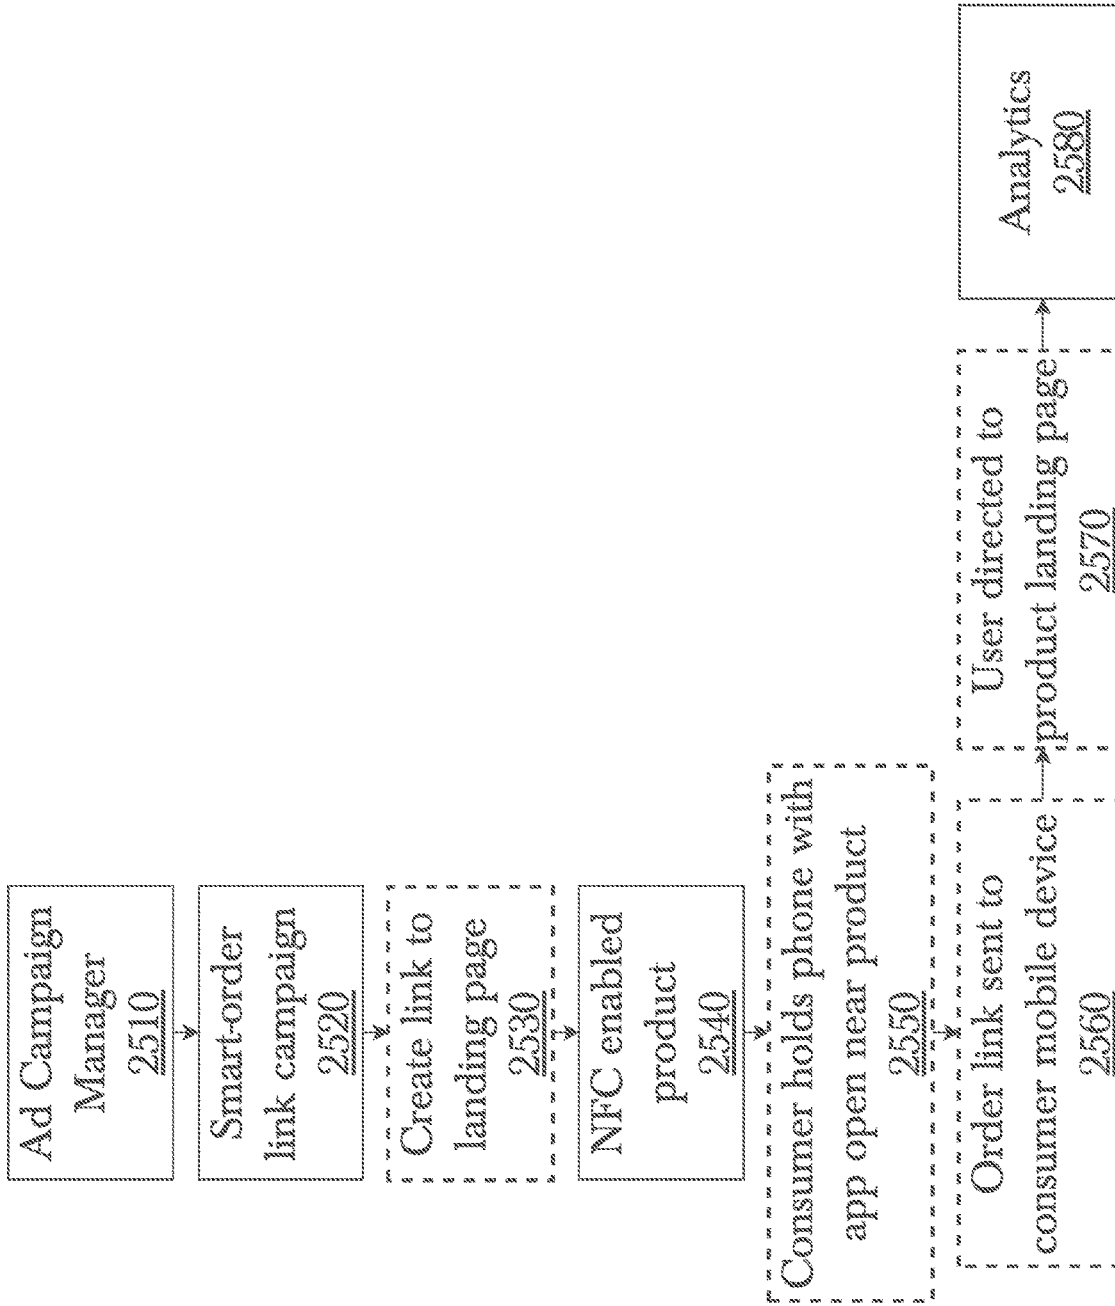 Ad Campaign
Manager
2510
Smart-order
link campaign
2520
Create link to
landing page
2530
NFC enabled
product
2540
Consumer holds phone with
app open near product
2550
Order link sent to
consumer mobile device
2560
User directed to
product landing page
2570
Analytics
2580